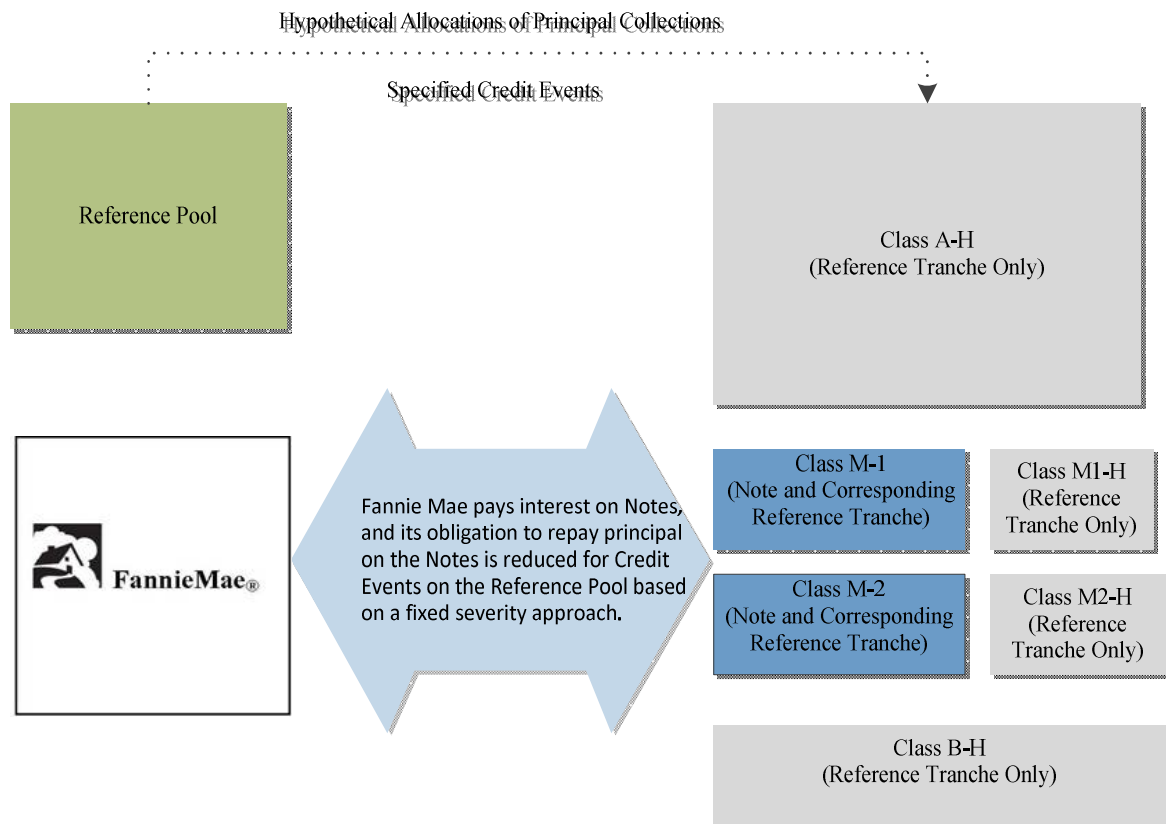 Hypothetical Allocations of Principal Collections
Specified Credit Events
Reference Pool
Class A-H
(Reference Tranche Only)
FannieMae®
Fannie Mae pays interest on Notes,
and its obligation to repay principal
on the Notes is reduced for Credit
Events on the Reference Pool based
on a fixed severity approach.
Class M-1
(Note and Corresponding
Reference Tranche)
Class M1-H
(Reference
Tranche Only)
Class M-2
(Note and Corresponding
Reference Tranche)
Class M2-H
(Reference
Tranche Only)
Class B-H
(Reference Tranche Only)